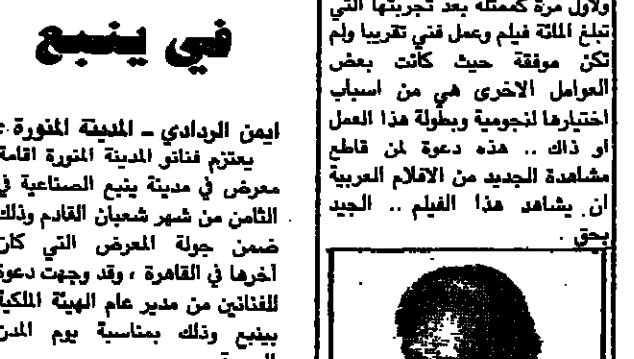 ولأول مرة كممثلة بعد تجربتها التي
تبلغ المائة فيلم وعمل فني تقريبا ولم
تكن موفقة حيث كانت بعض
العوامل الاخرى هي من اسباب
اختيارها لنجومية وبطولة هذا العمل
او ذاك .. هذه دعوة لمن قاطع
مشاهدة الجديد من الافلام العربية
ان يشاهد هذا الفيلم .. الجيد
بحق .
في ينبع
ايمن الردادي ـ المدينة المنورة :
يعتزم فنانو المدينة المنورة اقامة
معرض في مدينة ينبع الصناعية في
الثامن من شهر شعبان القادم وذلك
ضمن جولة المعرض التي كان
آخرها في القاهرة ، وقد وجهت دعوة
للفنانين من مدير عام الهيئة الملكية
بينبع وذلك بمناسبة يوم المدن